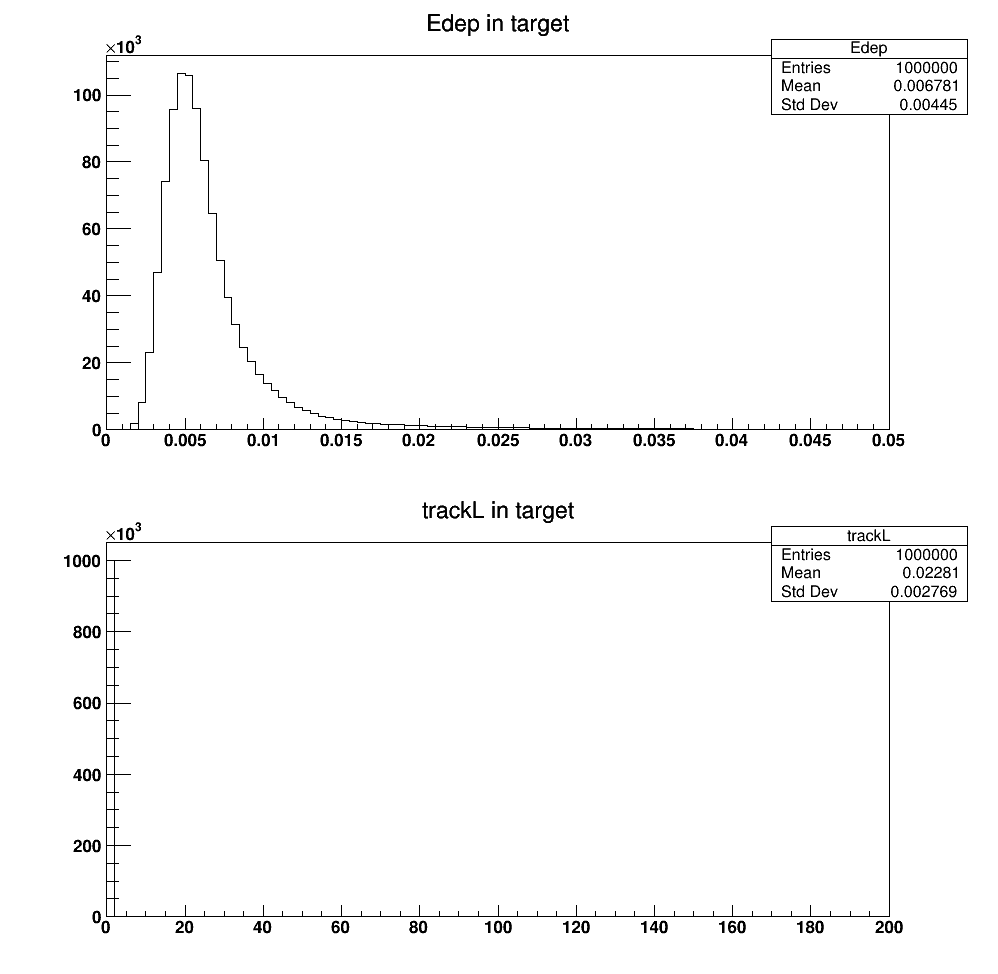 Edep in target
×10³
Edep
Entries 1000000
Mean 0.006781
Std Dev 0.00445
100
80
60
40
20
0
0 0.005 0.01 0.015 0.02 0.025 0.03 0.035 0.04 0.045 0.05
trackL in target
×10³
trackL
Entries 1000000
Mean 0.02281
Std Dev 0.002769
1000
800
600
400
200
0
0 20 40 60 80 100 120 140 160 180 200